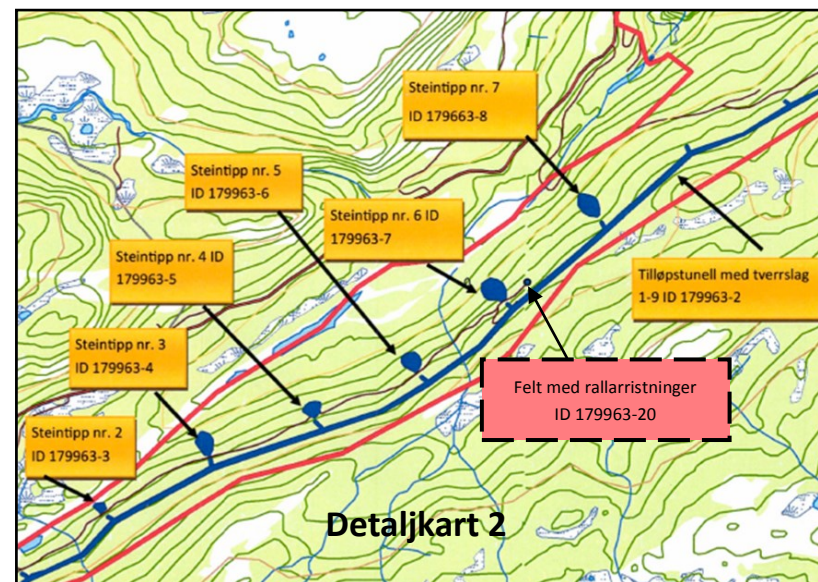 Steintipp nr. 7
ID 179663-8
Steintipp nr. 5
ID 179963-6
Steintipp nr. 6 ID
179963-7
Steintipp nr. 4 ID
179963-5
Tilløpstunell med tverrslag
1-9 ID 179963-2
Steintipp nr. 3
ID 179963-4
Felt med rallarristninger
ID 179963-20
Steintipp nr. 2
ID 179963-3
Detaljkart 2